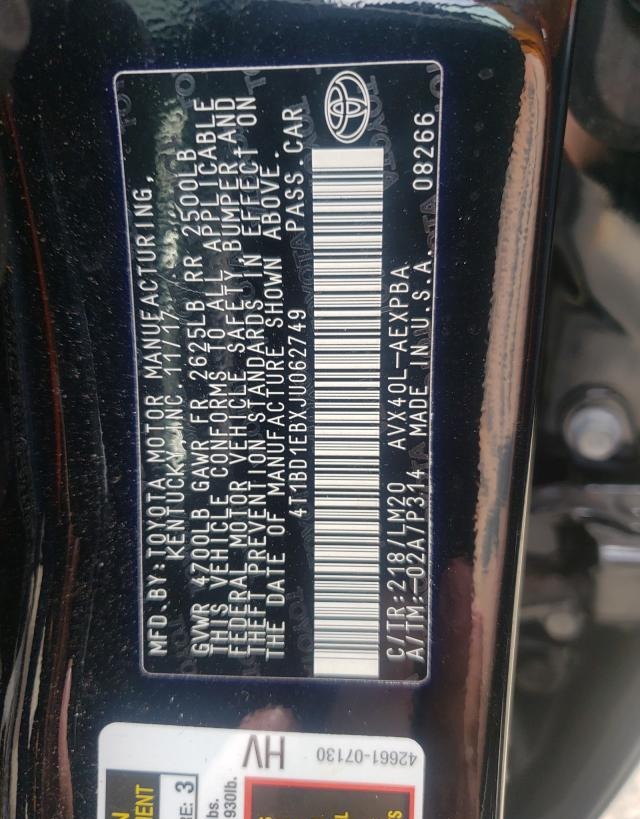 MFD.BY:TOYOTA MOTOR MANUFACTURING,
KENTUCKY,INC 11/17
GVWR 4700LB GAWR FR 2625LB RR 2500LB
THIS VEHICLE CONFORMS TO ALL APPLICABLE
FEDERAL MOTOR VEHICLE SAFETY BUMPER,AND
THEFT PREVENTION STANDARDS IN EFFECT ON
THE DATE OF MANUFACTURE SHOWN ABOVE.
4T1BD1EBXJU062749 PASS.CAR
C/TR:218/LM20 AVX40L-AEXPBA
A/TM:-02A/P314 MADE IN U.S.A. 08266
HV
42661-07130
3
930lb.